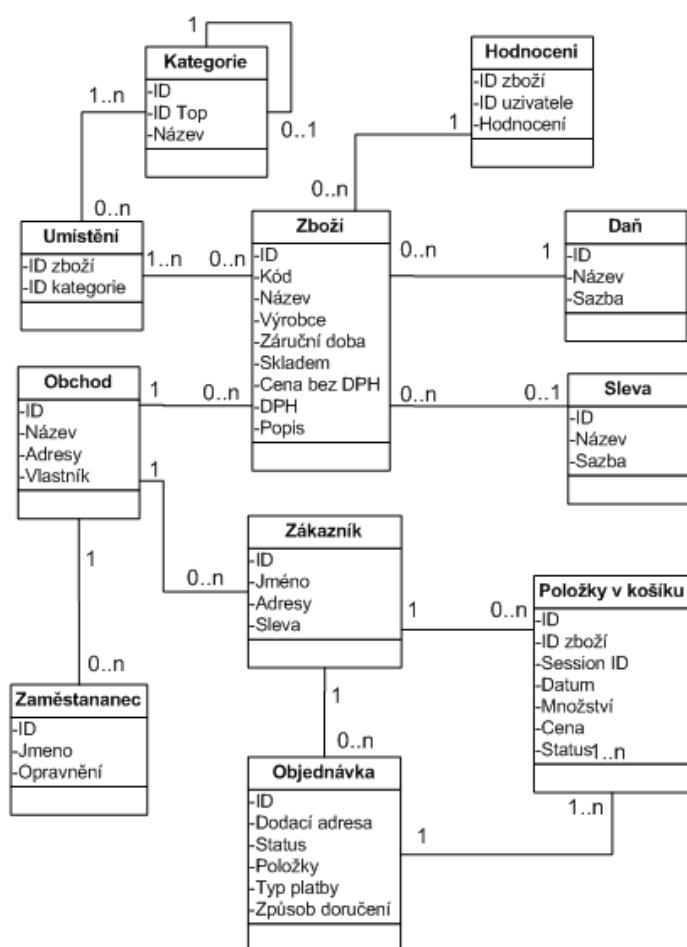 1
Kategorie
-ID
-ID Top
-Název
1..n
0..1
Hodnoceni
-ID zboží
-ID uzivatele
-Hodnocení
1
0..n
0..n
Umístění
-ID zboží
-ID kategorie
1..n
0..n
Zboží
-ID
-Kód
-Název
-Výrobce
-Záruční doba
-Skladem
-Cena bez DPH
-DPH
-Popis
0..n
1
Daň
-ID
-Název
-Sazba
Obchod
-ID
-Název
-Adresy
-Vlastník
1
0..n
0..n
0..1
Sleva
-ID
-Název
-Sazba
1
0..n
Zákazník
-ID
-Jméno
-Adresy
-Sleva
1
0..n
Položky v košíku
-ID
-ID zboží
-Session ID
-Datum
-Množství
-Cena
-Status
1..n
1..n
1
0..n
Zaměstananec
-ID
-Jmeno
-Opravnění
1
0..n
Objednávka
-ID
-Dodací adresa
-Status
-Položky
-Typ platby
-Způsob doručení
1